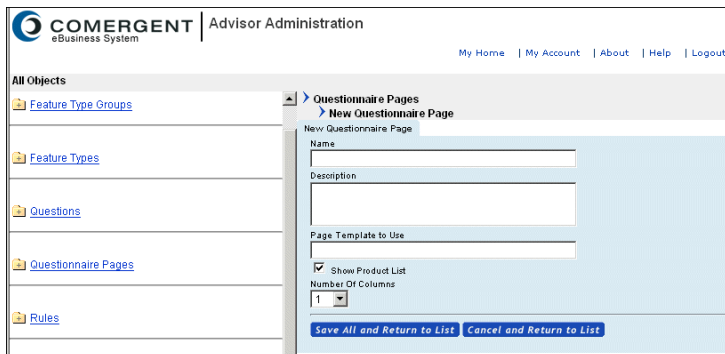 COMERGENT
eBusiness System
Advisor Administration
My Home | My Account | About | Help | Logout
All Objects
Feature Type Groups
Feature Types
Questions
Questionnaire Pages
Rules
Questionnaire Pages
New Questionnaire Page
New Questionnaire Page
Name
Description
Page Template to Use
Show Product List
Number Of Columns
1
Save All and Return to List Cancel and Return to List